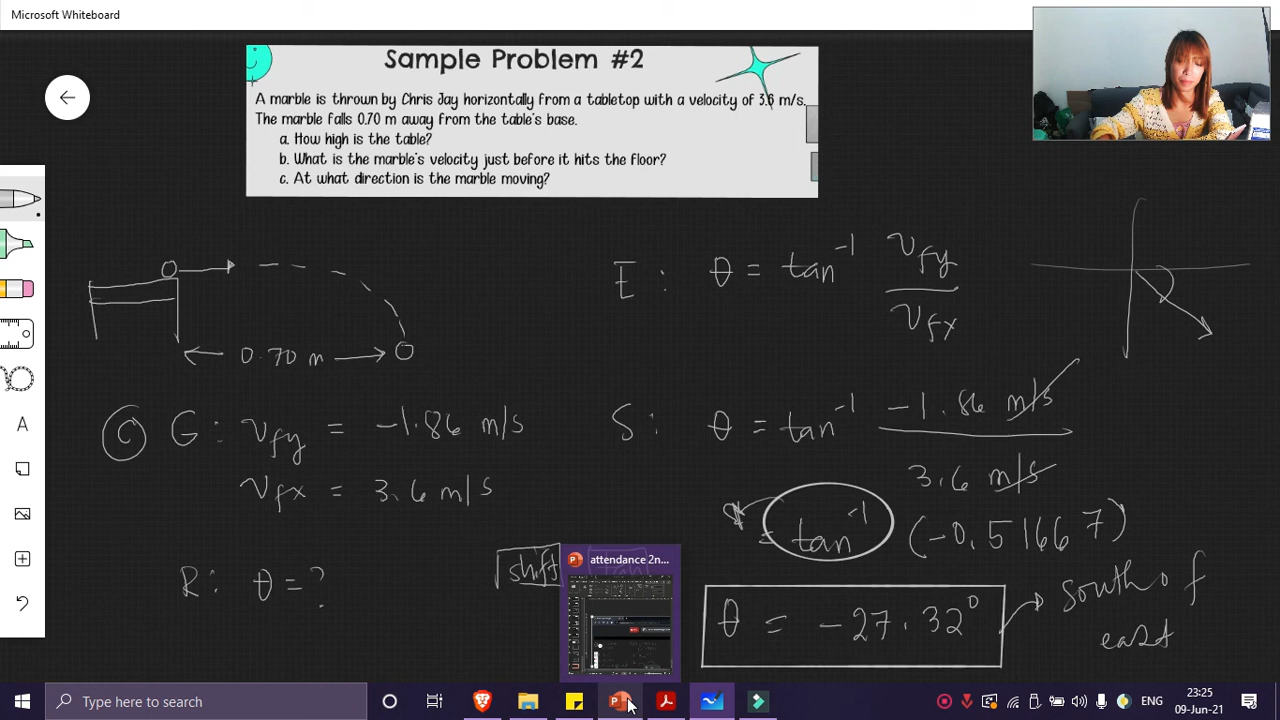 Microsoft Whiteboard
Sample Problem #2
A marble is thrown by Chris Jay horizontally from a tabletop with a velocity of 3.6 m/s.
The marble falls 0.70 m away from the table's base.
a. How high is the table?
b. What is the marble's velocity just before it hits the floor?
c. At what direction is the marble moving?
E : θ = tan⁻¹ vfy / vfx
0.70 m
C G : vfy = -1.86 m/s
vfx = 3.6 m/s
S : θ = tan⁻¹ -1.86 m/s / 3.6 m/s
= tan⁻¹ (-0.51667)
R : θ = ?
shift
attendance 2n...
θ = -27.32°
south of
east
A
Type here to search
ENG
23:25
09-Jun-21